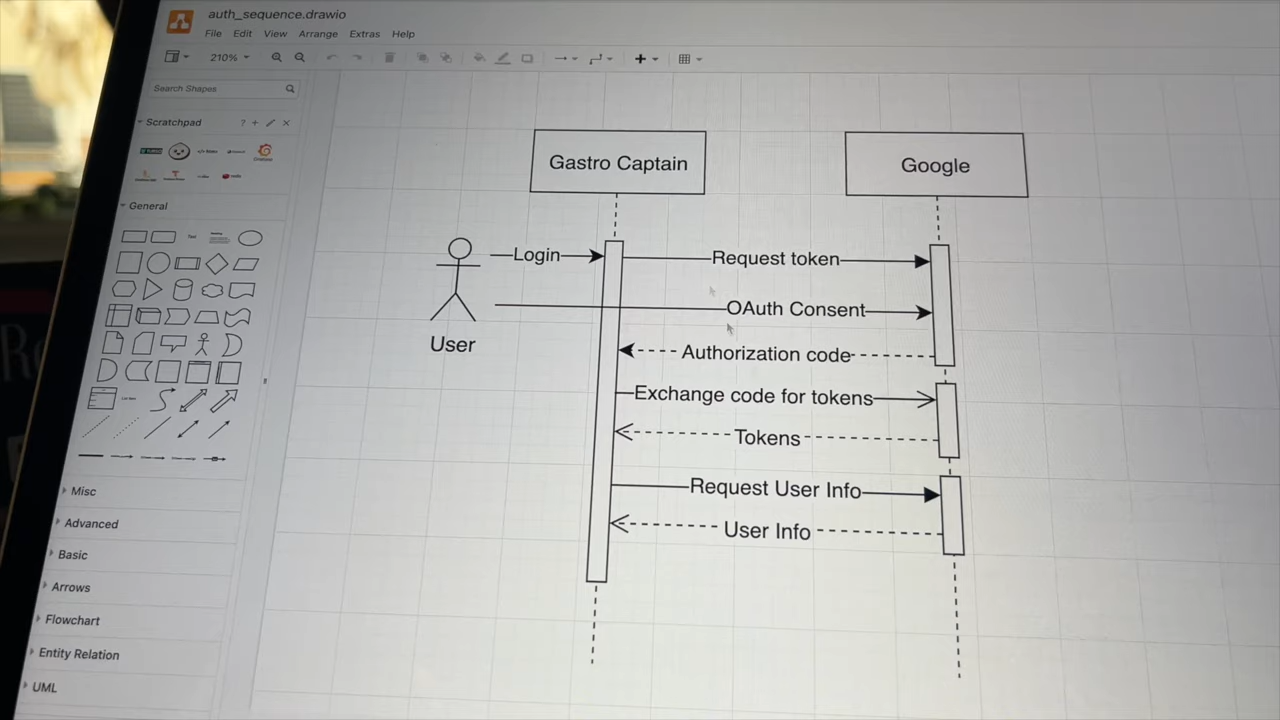 auth_sequence.drawio
File Edit View Arrange Extras Help
210%
Search Shapes
Scratchpad
? + ×
General
Text
Gastro Captain
Google
Login
Request token
OAuth Consent
User
Authorization code
Exchange code for tokens
Tokens
Request User Info
User Info
Misc
Advanced
Basic
Arrows
Flowchart
Entity Relation
UML